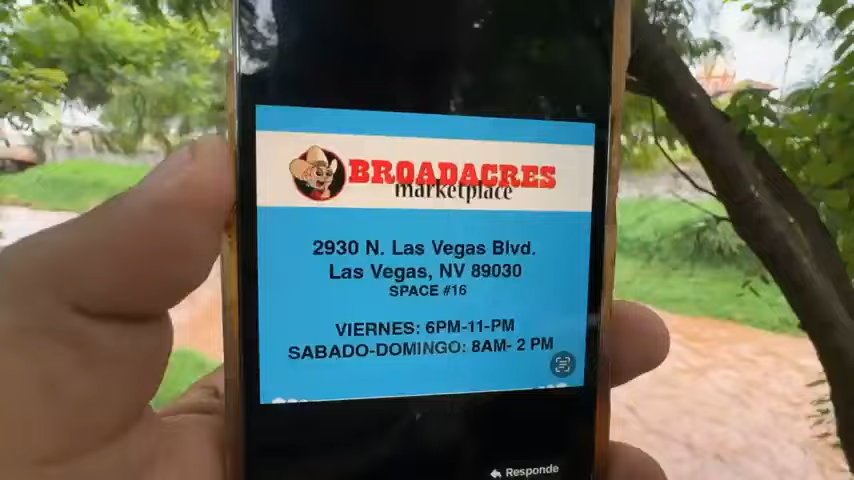 BROADACRES
marketplace
2930 N. Las Vegas Blvd.
Las Vegas, NV 89030
SPACE #16
VIERNES: 6PM-11-PM
SABADO-DOMINGO: 8AM- 2 PM
Responde